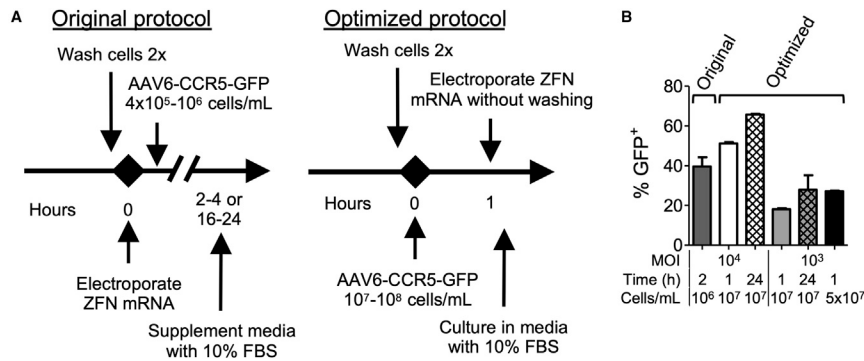 A
Original protocol
Wash cells 2x
AAV6-CCR5-GFP
4x10⁵-10⁶ cells/mL
Hours
0
2-4 or
16-24
Electroporate
ZFN mRNA
Supplement media
with 10% FBS
Optimized protocol
Wash cells 2x
Electroporate ZFN
mRNA without washing
Hours
0
1
AAV6-CCR5-GFP
10⁷-10⁸ cells/mL
Culture in media
with 10% FBS
B
Original
Optimized
% GFP⁺
80
60
40
20
0
MOI 10⁴ 10³
Time (h) 2 1 24 1 24 1
Cells/mL 10⁶ 10⁷ 10⁷ 10⁷ 10⁷ 5x10⁷